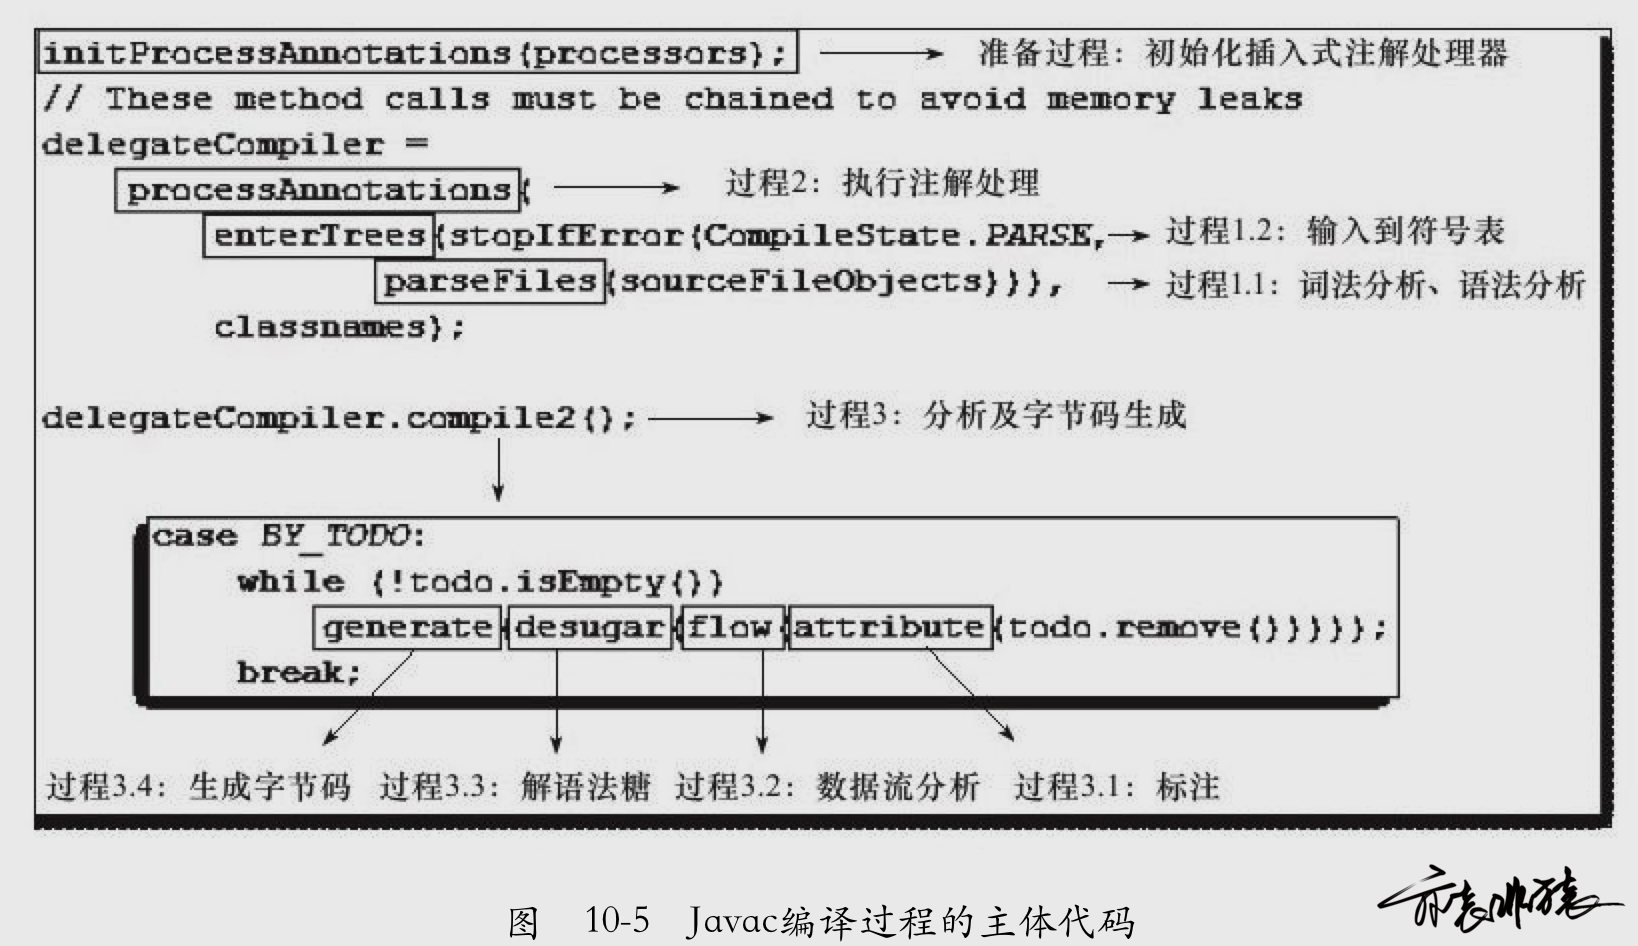 initProcessAnnotations(processors); 准备过程：初始化插入式注解处理器
// These method calls must be chained to avoid memory leaks
delegateCompiler =
processAnnotations( 过程2：执行注解处理
enterTrees(stopIfError(CompileState.PARSE, 过程1.2：输入到符号表
parseFiles(sourceFileObjects))), 过程1.1：词法分析、语法分析
classnames);
delegateCompiler.compile2(); 过程3：分析及字节码生成
case BY_TODO:
while (!todo.isEmpty())
generate(desugar(flow(attribute(todo.remove()))));
break;
过程3.4：生成字节码 过程3.3：解语法糖 过程3.2：数据流分析 过程3.1：标注
图 10-5 Javac编译过程的主体代码